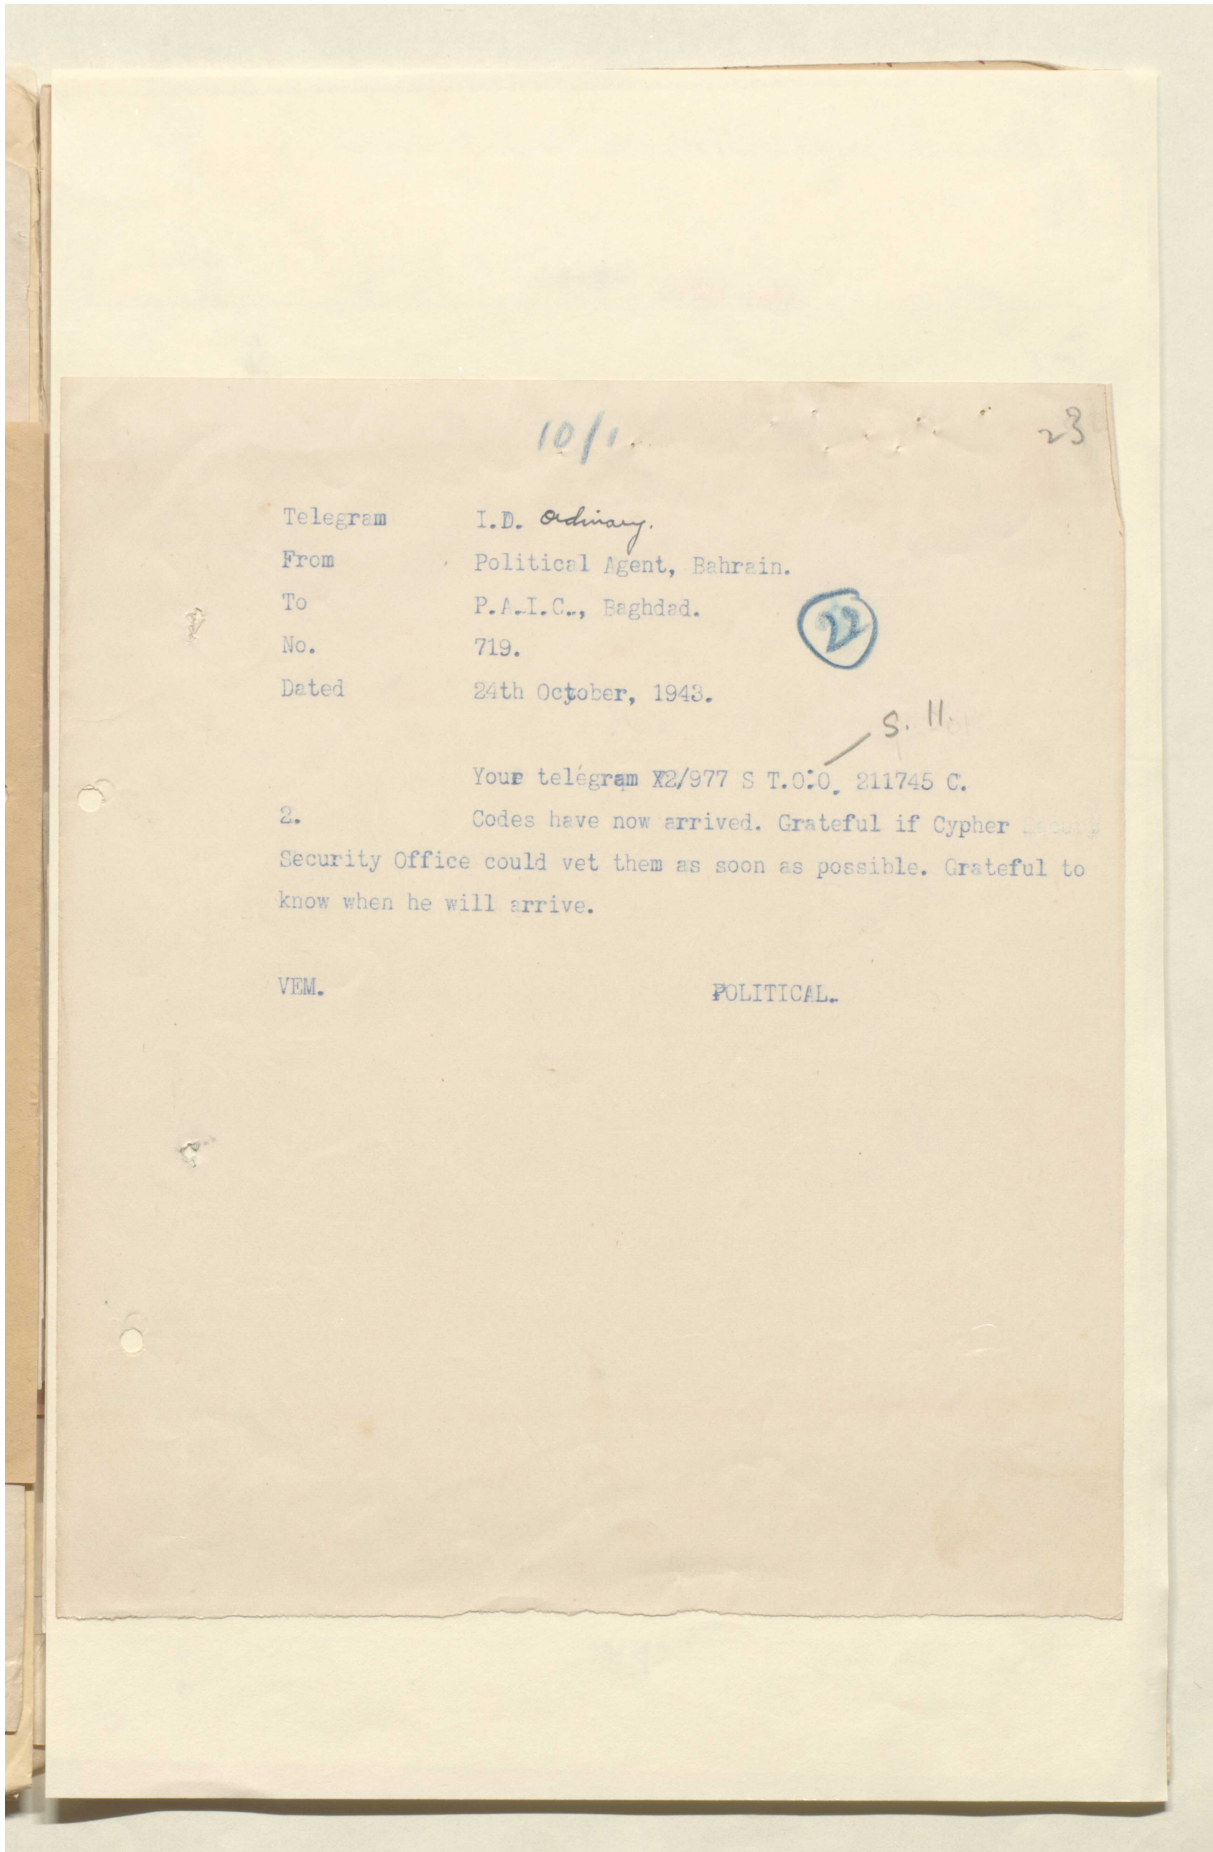 10/1.
23
Telegram I.D. Ordinary.
From Political Agent, Bahrain.
To P.A.I.C., Baghdad.
22
No. 719.
Dated 24th October, 1943.
S. 11.
Your telegram X2/977 S T.O.O. 211745 C.
2. Codes have now arrived. Grateful if Cypher
Security Office could vet them as soon as possible. Grateful to
know when he will arrive.
VEM. POLITICAL.